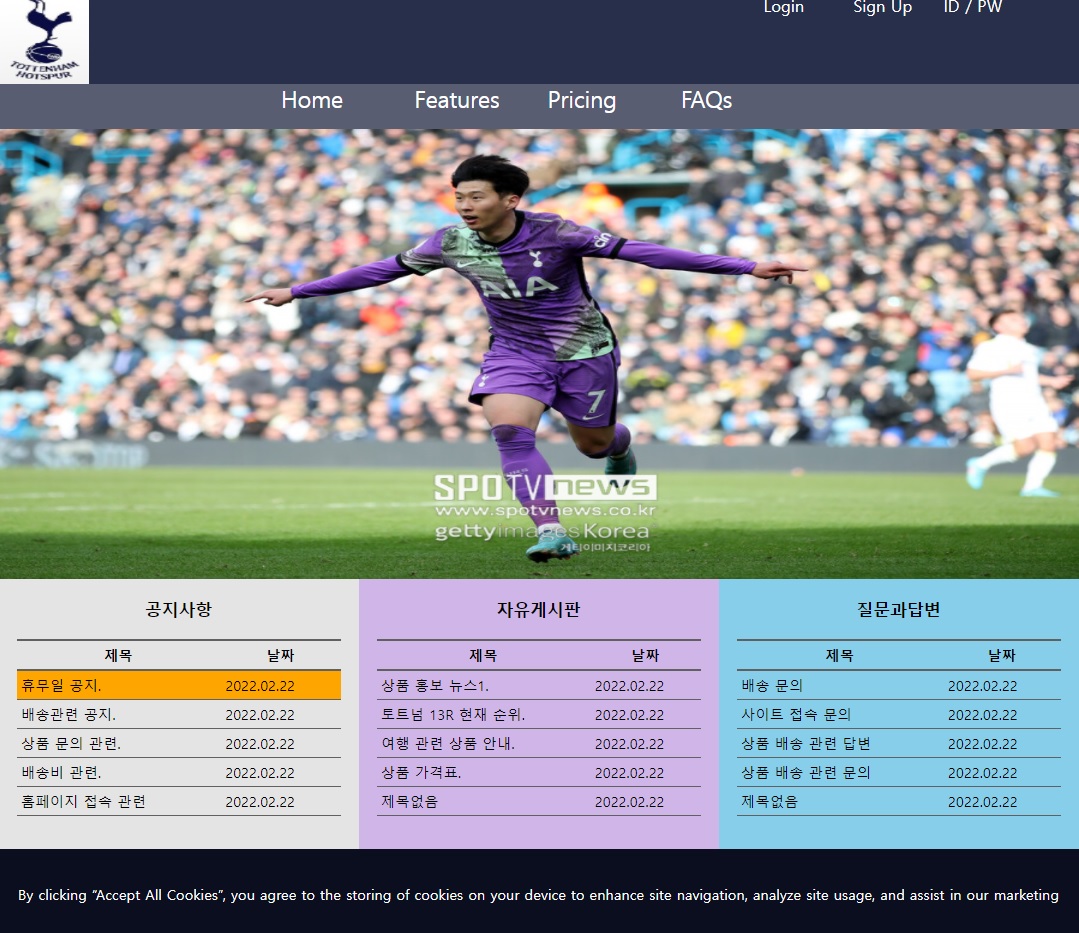 Login Sign Up ID / PW
TOTTENHAM
HOTSPUR
Home Features Pricing FAQs
AIA
7
SPOTV news
www.spotvnews.co.kr
gettyimagesKorea
게티이미지코리아
공지사항
제목 날짜
휴무일 공지. 2022.02.22
배송관련 공지. 2022.02.22
상품 문의 관련. 2022.02.22
배송비 관련. 2022.02.22
홈페이지 접속 관련 2022.02.22
자유게시판
제목 날짜
상품 홍보 뉴스1. 2022.02.22
토트넘 13R 현재 순위. 2022.02.22
여행 관련 상품 안내. 2022.02.22
상품 가격표. 2022.02.22
제목없음 2022.02.22
질문과답변
제목 날짜
배송 문의 2022.02.22
사이트 접속 문의 2022.02.22
상품 배송 관련 답변 2022.02.22
상품 배송 관련 문의 2022.02.22
제목없음 2022.02.22
By clicking “Accept All Cookies”, you agree to the storing of cookies on your device to enhance site navigation, analyze site usage, and assist in our marketing